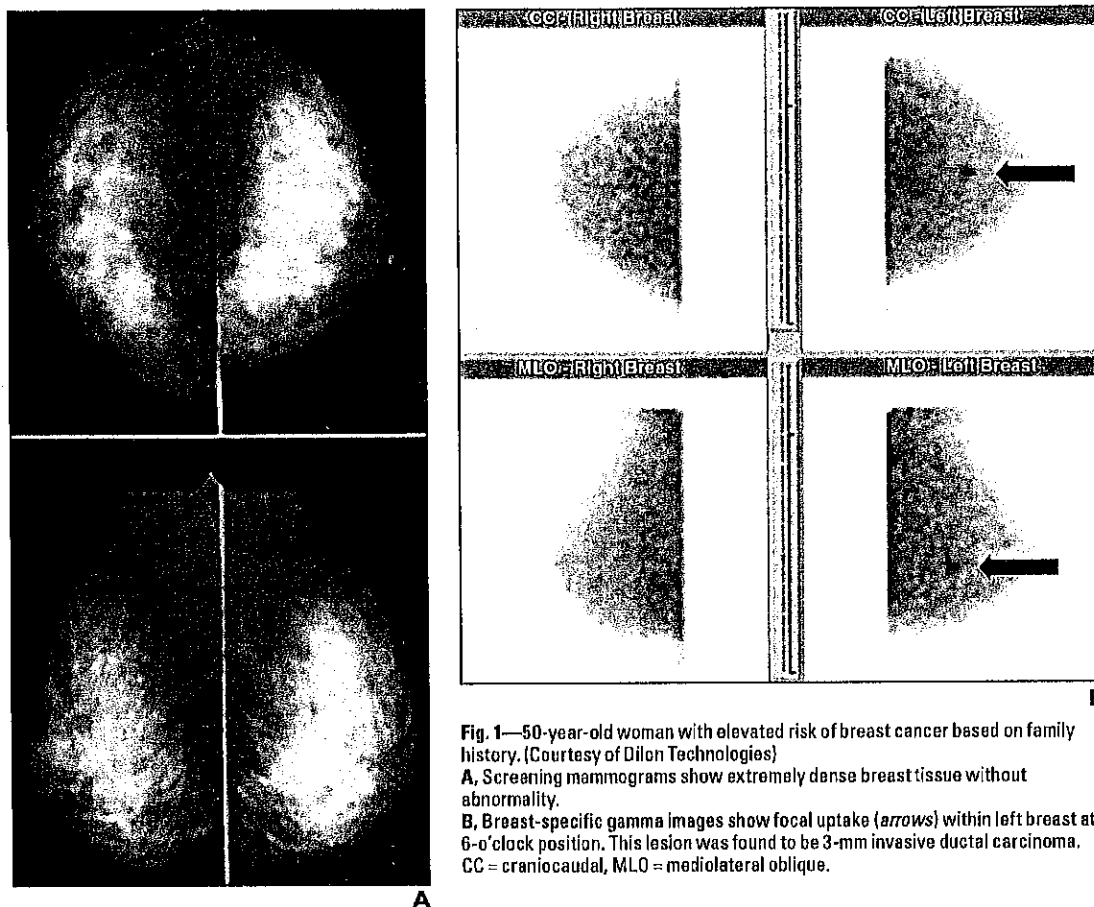 CC - Right Breast
CC - Left Breast
MLO - Right Breast
MLO - Left Breast
A
Fig. 1—50-year-old woman with elevated risk of breast cancer based on family
history. (Courtesy of Dilon Technologies)
A, Screening mammograms show extremely dense breast tissue without
abnormality.
B, Breast-specific gamma images show focal uptake (arrows) within left breast at
6-o'clock position. This lesion was found to be 3-mm invasive ductal carcinoma.
CC = craniocaudal, MLO = mediolateral oblique.